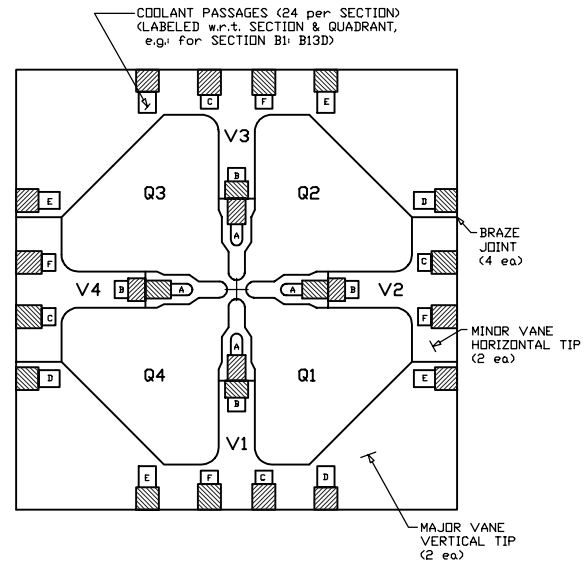 COOLANT PASSAGES (24 per SECTION)
(LABELED w.r.t. SECTION & QUADRANT,
e.g.: for SECTION B1: B13D)
C F
E
V3
B
Q3 Q2
E D
A
BRAZE
JOINT
(4 ea)
F C
V4 B A A B V2
C F
MINOR VANE
HORIZONTAL TIP
(2 ea)
A
D Q4 Q1 E
B
V1
E F C D
MAJOR VANE
VERTICAL TIP
(2 ea)